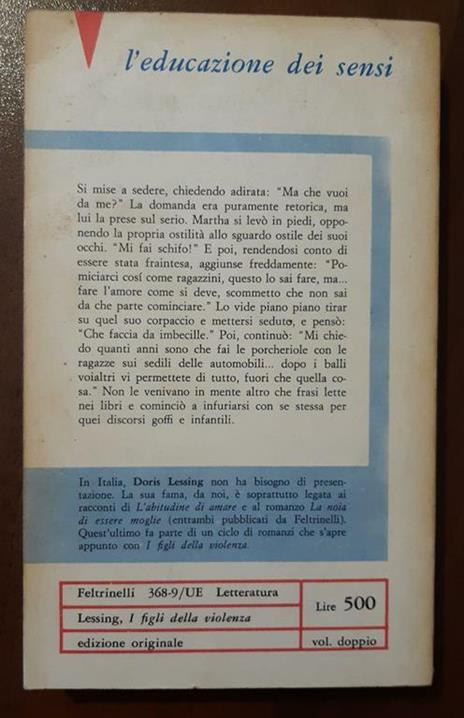 l'educazione dei sensi
Si mise a sedere, chiedendo adirata: "Ma che vuoi
da me?" La domanda era puramente retorica, ma
lui la prese sul serio. Martha si levò in piedi, oppo-
nendo la propria ostilità allo sguardo ostile dei suoi
occhi. "Mi fai schifo!" E poi, rendendosi conto di
essere stata fraintesa, aggiunse freddamente: "Po-
miciarci cosí come ragazzini, questo lo sai fare, ma...
fare l'amore come si deve, scommetto che non sai
da che parte cominciare." Lo vide piano piano tirar
su quel suo corpaccio e mettersi seduto, e pensò:
"Che faccia da imbecille." Poi, continuò: "Mi chie-
do quanti anni sono che fai le porcheriole con le
ragazze sui sedili delle automobili... dopo i balli
voialtri vi permettete di tutto, fuori che quella co-
sa." Non le venivano in mente altro che frasi lette
nei libri e cominciò a infuriarsi con se stessa per
quei discorsi goffi e infantili.
In Italia, Doris Lessing non ha bisogno di presen-
tazione. La sua fama, da noi, è soprattutto legata ai
racconti di L'abitudine di amare e al romanzo La noia
di essere moglie (entrambi pubblicati da Feltrinelli).
Quest'ultimo fa parte di un ciclo di romanzi che s'apre
appunto con I figli della violenza.
Feltrinelli 368-9/UE Letteratura
Lessing, I figli della violenza
edizione originale
Lire 500
vol. doppio